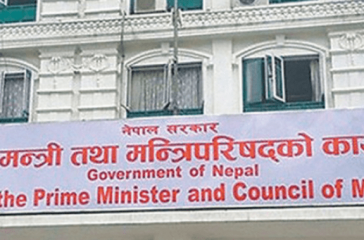 नेपाल सरकार
मन्त्री तथा मन्त्रिपरिषद्को का
Government of Nepal
the Prime Minister and Council of M